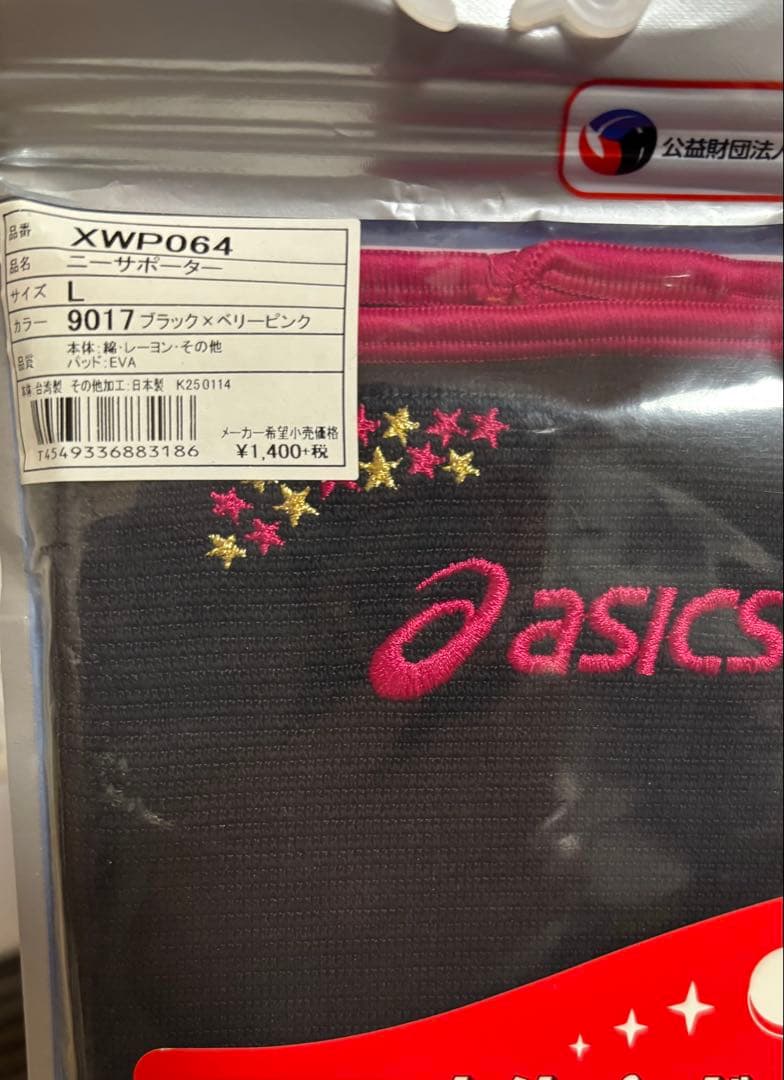 公益財団法人
品番 XWP064
品名 ニーサポーター
サイズ L
カラー 9017 ブラック×ベリーピンク
品質 本体:綿・レーヨン・その他
パッド:EVA
台湾製 その他加工:日本製 K250114
メーカー希望小売価格
T4549336883186 ¥1,400+税
asics